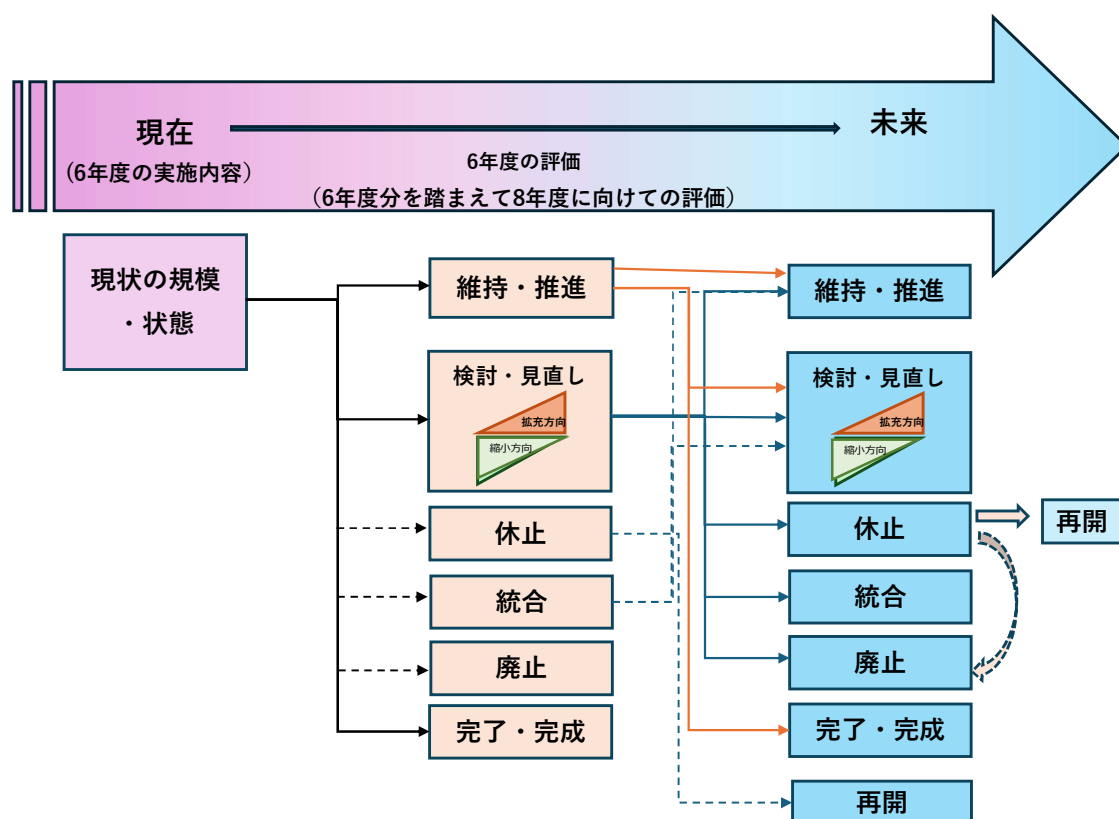 現在
(6年度の実施内容)
未来
6年度の評価
(6年度分を踏まえて8年度に向けての評価)
現状の規模
・状態
維持・推進
検討・見直し
拡充方向
縮小方向
休止
統合
廃止
完了・完成
維持・推進
検討・見直し
拡充方向
縮小方向
休止
再開
統合
廃止
完了・完成
再開